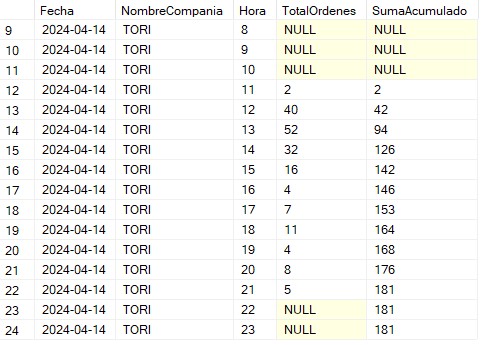 Fecha NombreCompania Hora TotalOrdenes SumaAcumulado
9 2024-04-14 TORI 8 NULL NULL
10 2024-04-14 TORI 9 NULL NULL
11 2024-04-14 TORI 10 NULL NULL
12 2024-04-14 TORI 11 2 2
13 2024-04-14 TORI 12 40 42
14 2024-04-14 TORI 13 52 94
15 2024-04-14 TORI 14 32 126
16 2024-04-14 TORI 15 16 142
17 2024-04-14 TORI 16 4 146
18 2024-04-14 TORI 17 7 153
19 2024-04-14 TORI 18 11 164
20 2024-04-14 TORI 19 4 168
21 2024-04-14 TORI 20 8 176
22 2024-04-14 TORI 21 5 181
23 2024-04-14 TORI 22 NULL 181
24 2024-04-14 TORI 23 NULL 181